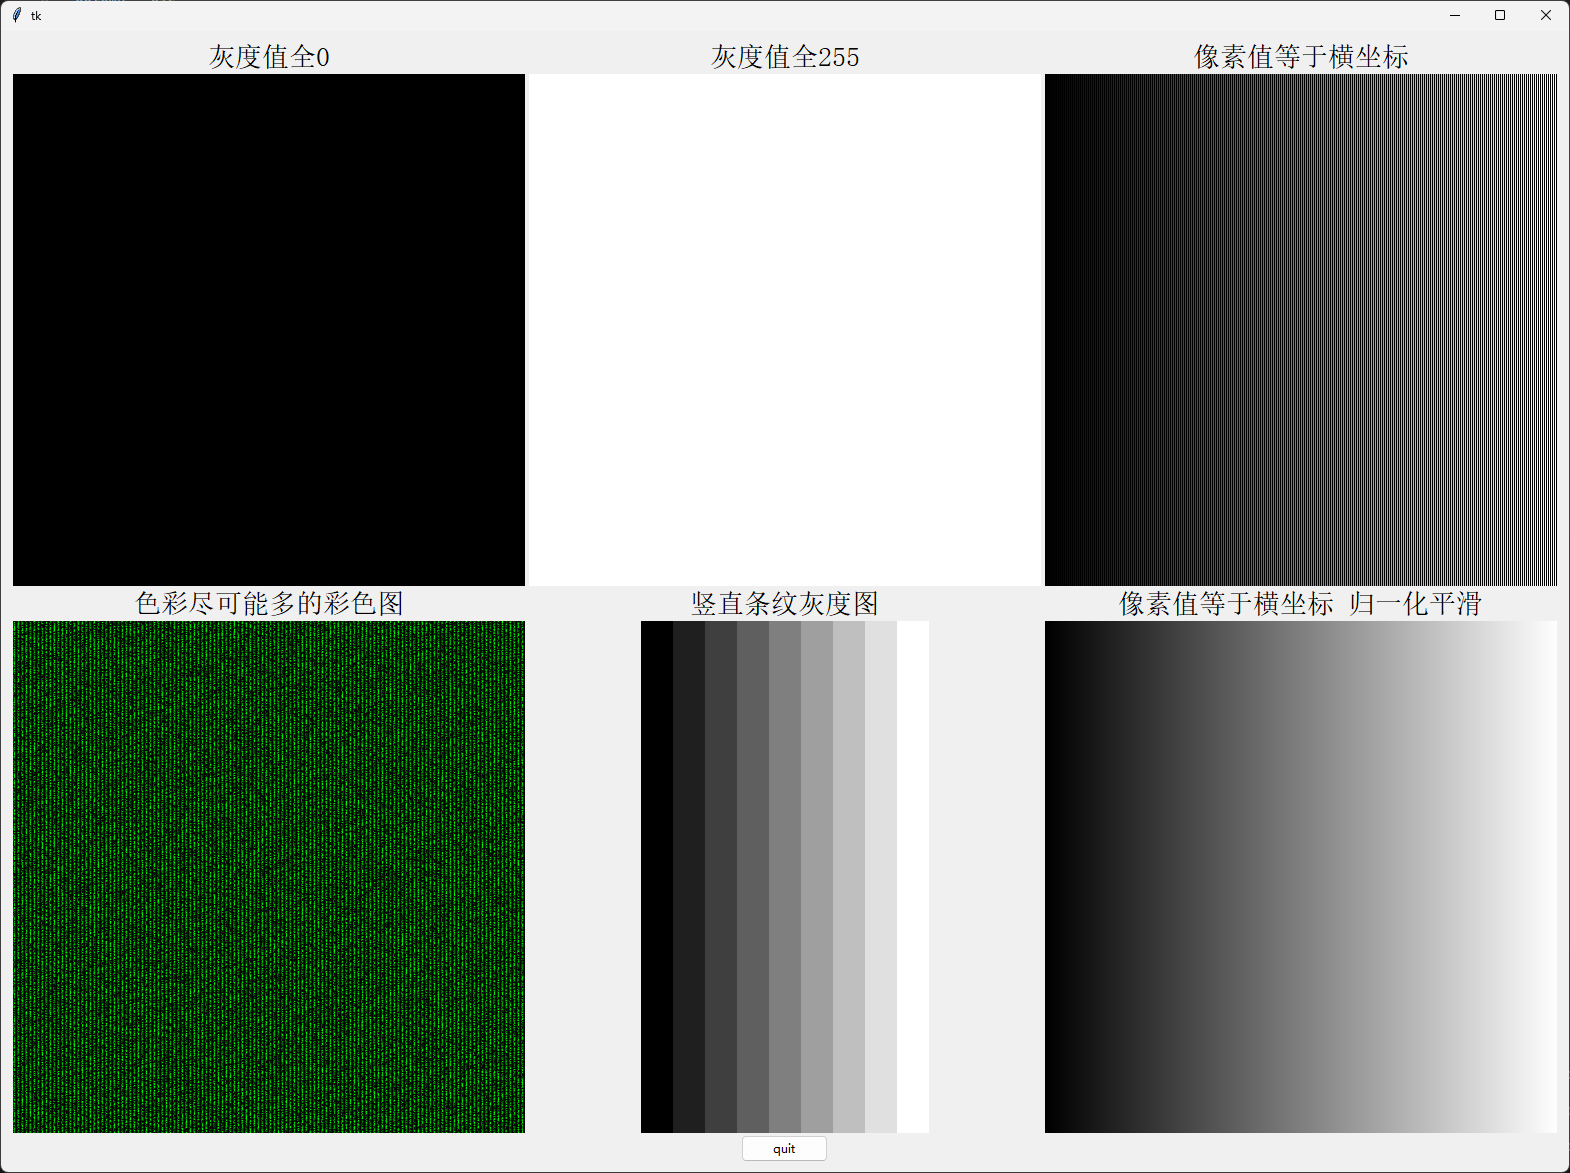 tk
灰度值全0
灰度值全255
像素值等于横坐标
色彩尽可能多的彩色图
竖直条纹灰度图
像素值等于横坐标 归一化平滑
quit